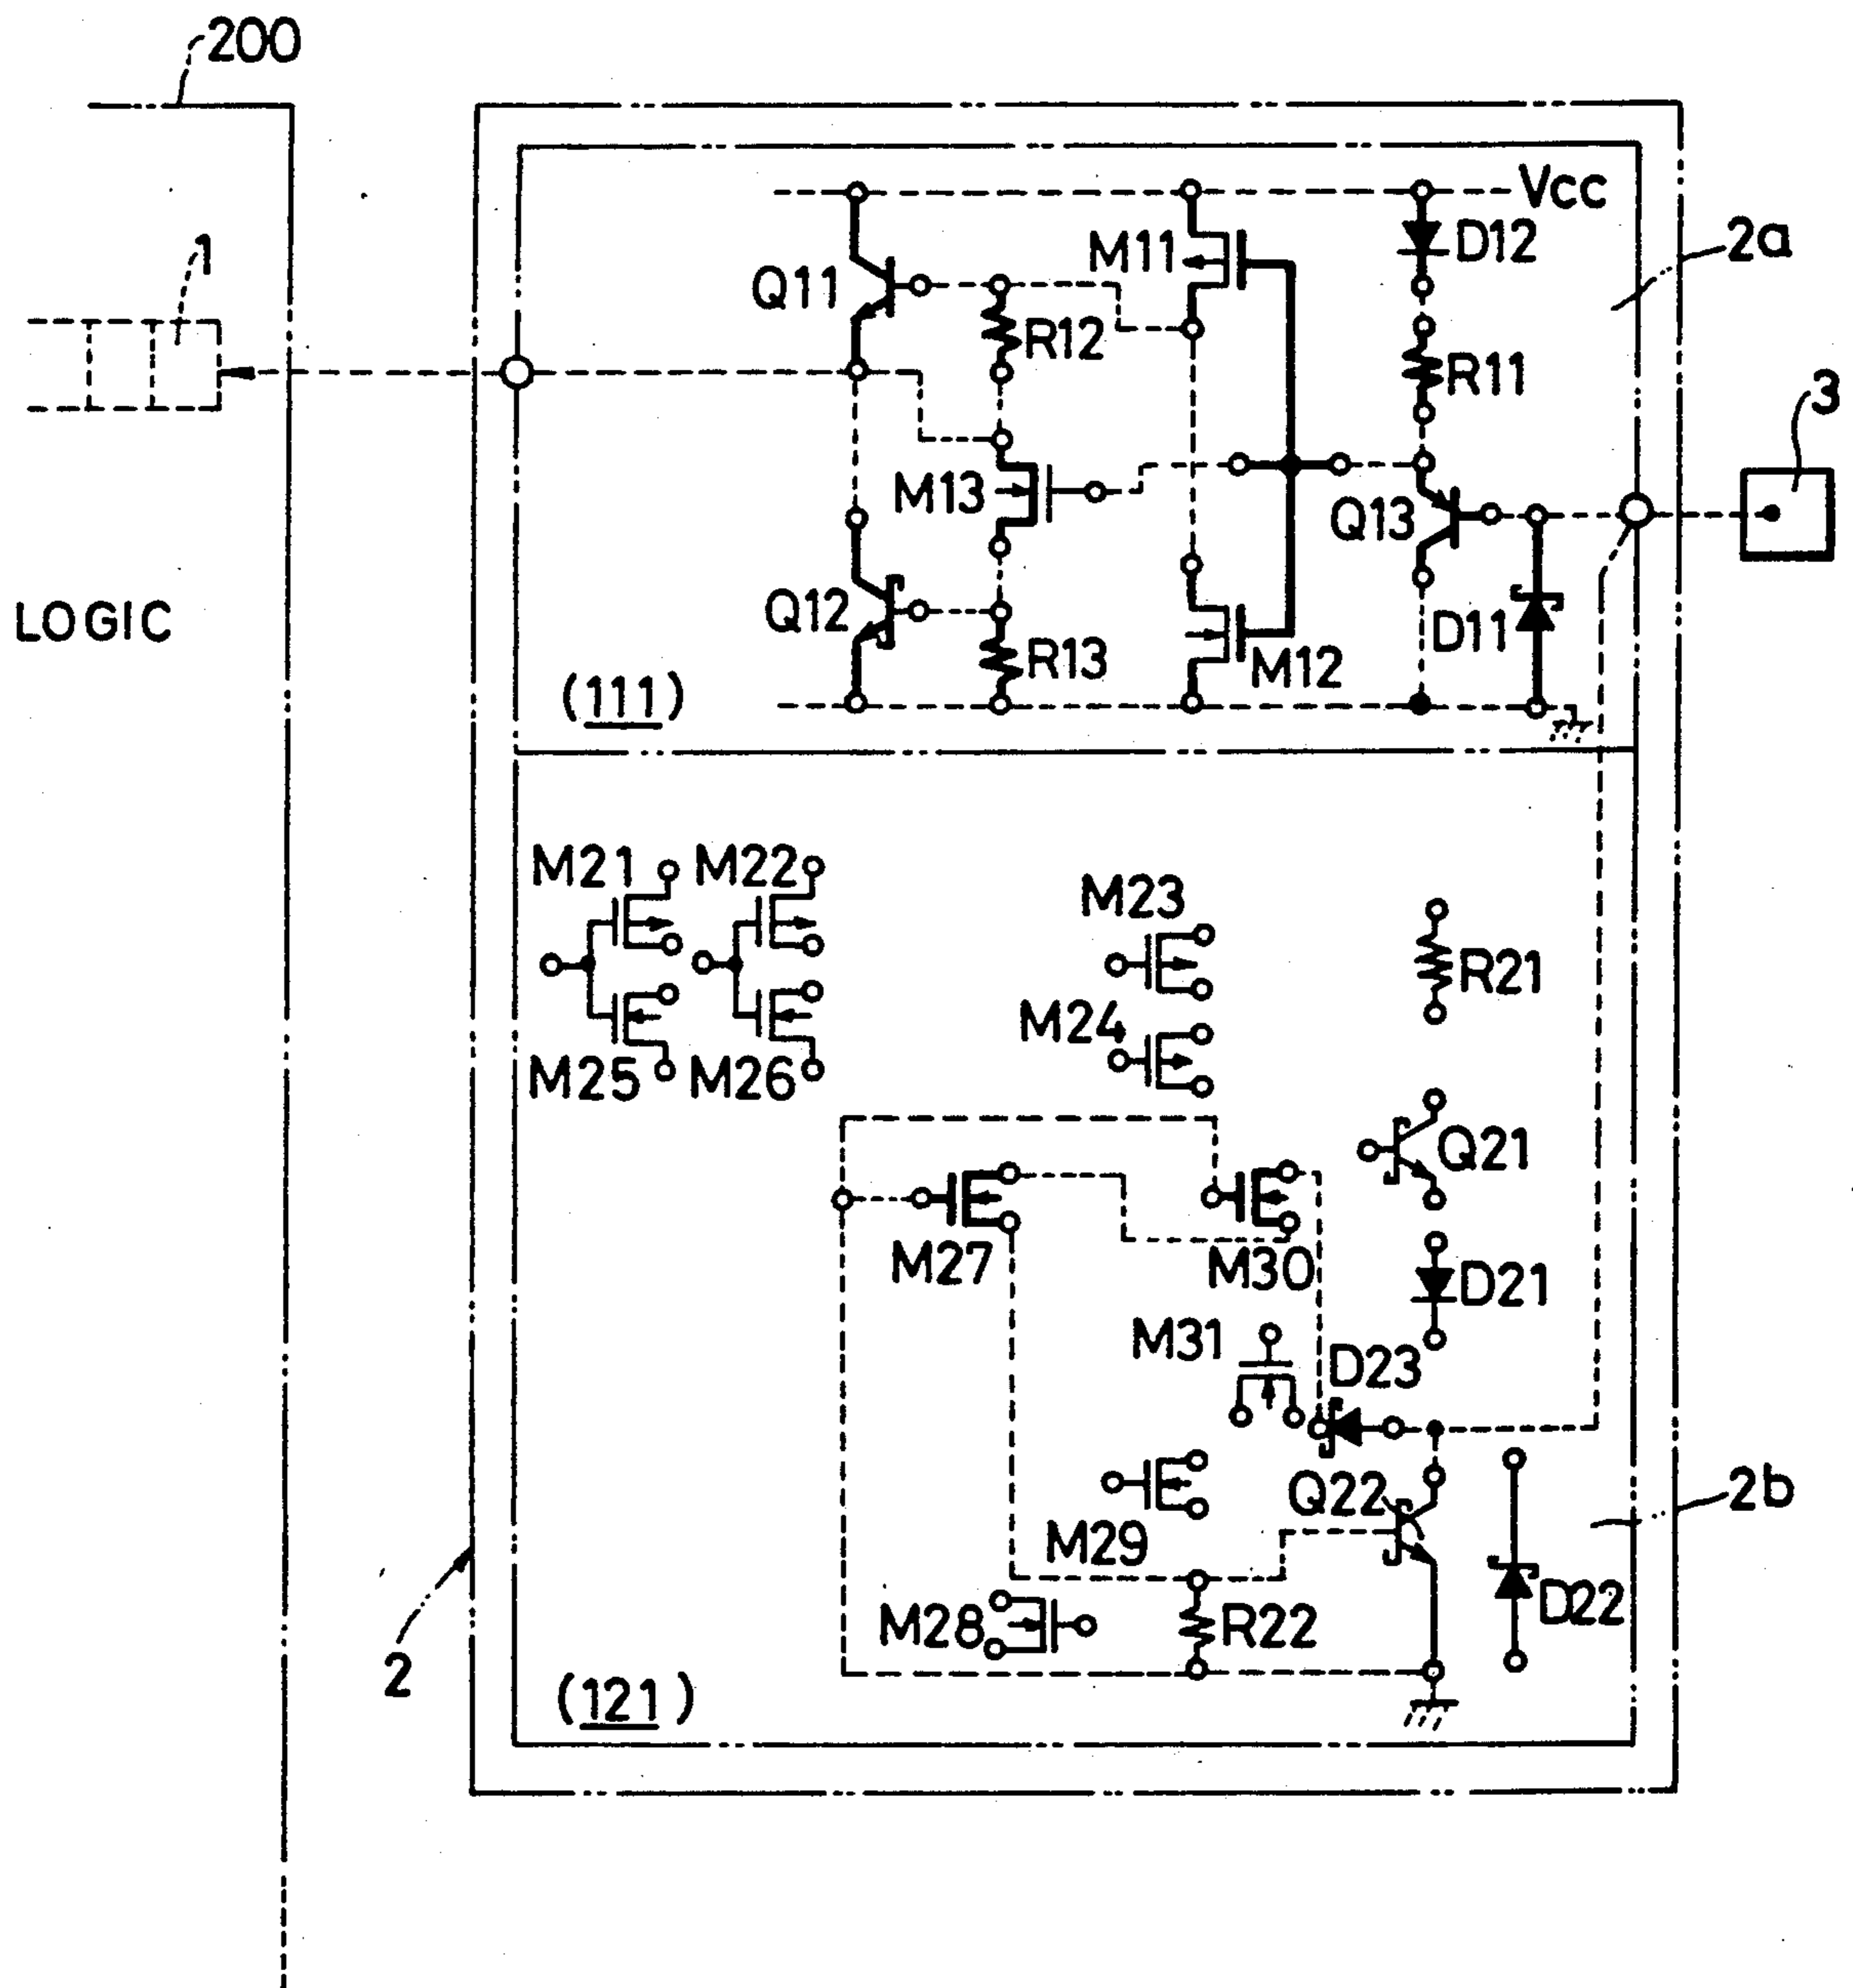 200
1
LOGIC
Vcc
M11
D12
2a
Q11
R12
R11
3
M13
Q13
Q12
R13
M12
D11
(111)
M21
M22
M23
R21
M24
M25
M26
Q21
M27
M30
D21
M31
D23
Q22
2b
M29
D22
M28
R22
2
(121)